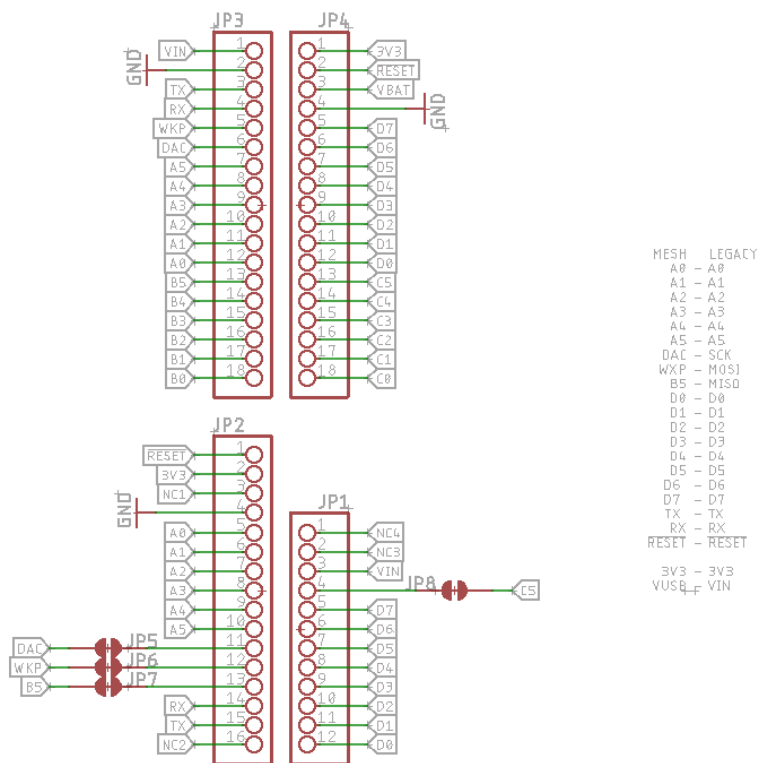 JP3 JP4
VIN 1 1 3V3
GND 2 2 RESET
TX 3 3 VBAT
RX 4 4 GND
WKP 5 5 D7
DAC 6 6 D6
A5 7 7 D5
A4 8 8 D4
A3 9 9 D3
A2 10 10 D2
A1 11 11 D1
A0 12 12 D0
B5 13 13 C5
B4 14 14 C4
B3 15 15 C3
B2 16 16 C2
B1 17 17 C1
B0 18 18 C0
MESH LEGACY
A0 - A0
A1 - A1
A2 - A2
A3 - A3
A4 - A4
A5 - A5
DAC - SCK
WXP - MOSI
B5 - MISO
D0 - D0
D1 - D1
D2 - D2
D3 - D3
D4 - D4
D5 - D5
D6 - D6
D7 - D7
TX - TX
RX - RX
RESET - RESET
3V3 - 3V3
VUSB - VIN
JP2
RESET 1
3V3 2
NC1 3
GND 4
A0 5
A1 6
A2 7
A3 8
A4 9
A5 10
DAC JP5 11
WKP JP6 12
B5 JP7 13
RX 14
TX 15
NC2 16
JP1
1 NC4
2 NC3
3 VIN
4 JP8 C5
5 D7
6 D6
7 D5
8 D4
9 D3
10 D2
11 D1
12 D0